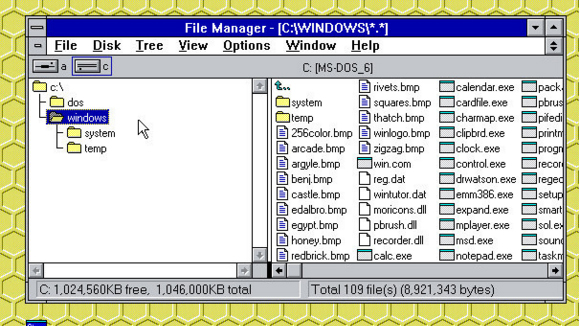 File Manager - [C:\WINDOWS\*.*]
File Disk Tree View Options Window Help
a c C: [MS-DOS_6]
c:\
dos
windows
system
temp
system
temp
256color.bmp
arcade.bmp
argyle.bmp
benj.bmp
castle.bmp
edalbro.bmp
egypt.bmp
honey.bmp
redbrick.bmp
rivets.bmp
squares.bmp
thatch.bmp
winlogo.bmp
zigzag.bmp
win.com
reg.dat
wintutor.dat
moricons.dll
pbrush.dll
recorder.dll
calc.exe
calendar.exe
cardfile.exe
charmap.exe
clipbrd.exe
clock.exe
control.exe
drwatson.exe
emm386.exe
expand.exe
mplayer.exe
msd.exe
notepad.exe
pack
pbrus
pifedi
printm
progr
recor
reged
setup
smart
sol.ex
soun
taskm
C: 1,024,560KB free, 1,046,000KB total
Total 109 file(s) (8,921,343 bytes)